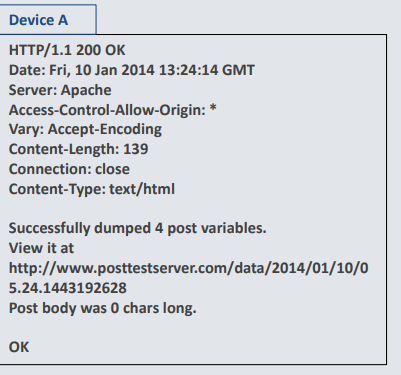 Device A
HTTP/1.1 200 OK
Date: Fri, 10 Jan 2014 13:24:14 GMT
Server: Apache
Access-Control-Allow-Origin: *
Vary: Accept-Encoding
Content-Length: 139
Connection: close
Content-Type: text/html
Successfully dumped 4 post variables.
View it at
http://www.posttestserver.com/data/2014/01/10/0
5.24.1443192628
Post body was 0 chars long.
OK